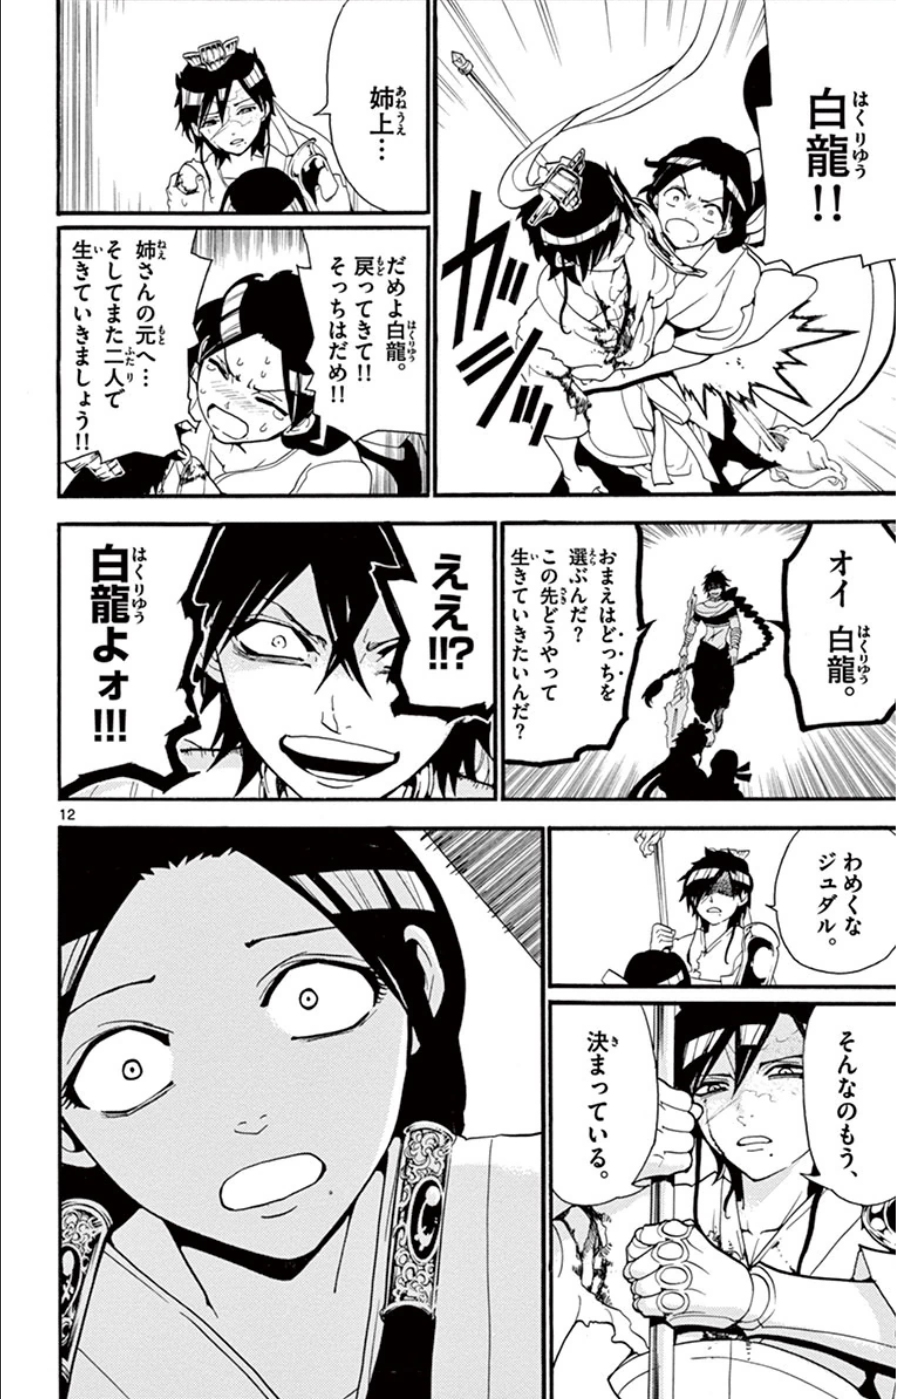 白龍!!
ガバッ
姉上…
だめよ白龍。
戻ってきて!!
そっちはだめ!!
姉さんの元へ…
そしてまた二人で
生きていきましょう!!
オイ 白龍。
おまえはどっちを
選ぶんだ?
この先どうやって
生きていきたいんだ?
ええ!!?
白龍よォ!!!
12
わめくな
ジュダル。
そんなのもう、
決まっている。